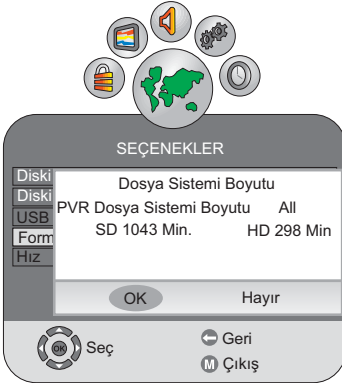 SEÇENEKLER
Diski
Dosya Sistemi Boyutu
Diski
PVR Dosya Sistemi Boyutu All
USB
SD 1043 Min. HD 298 Min
Form
Hız
OK Hayır
OK Seç
Geri
M Çıkış